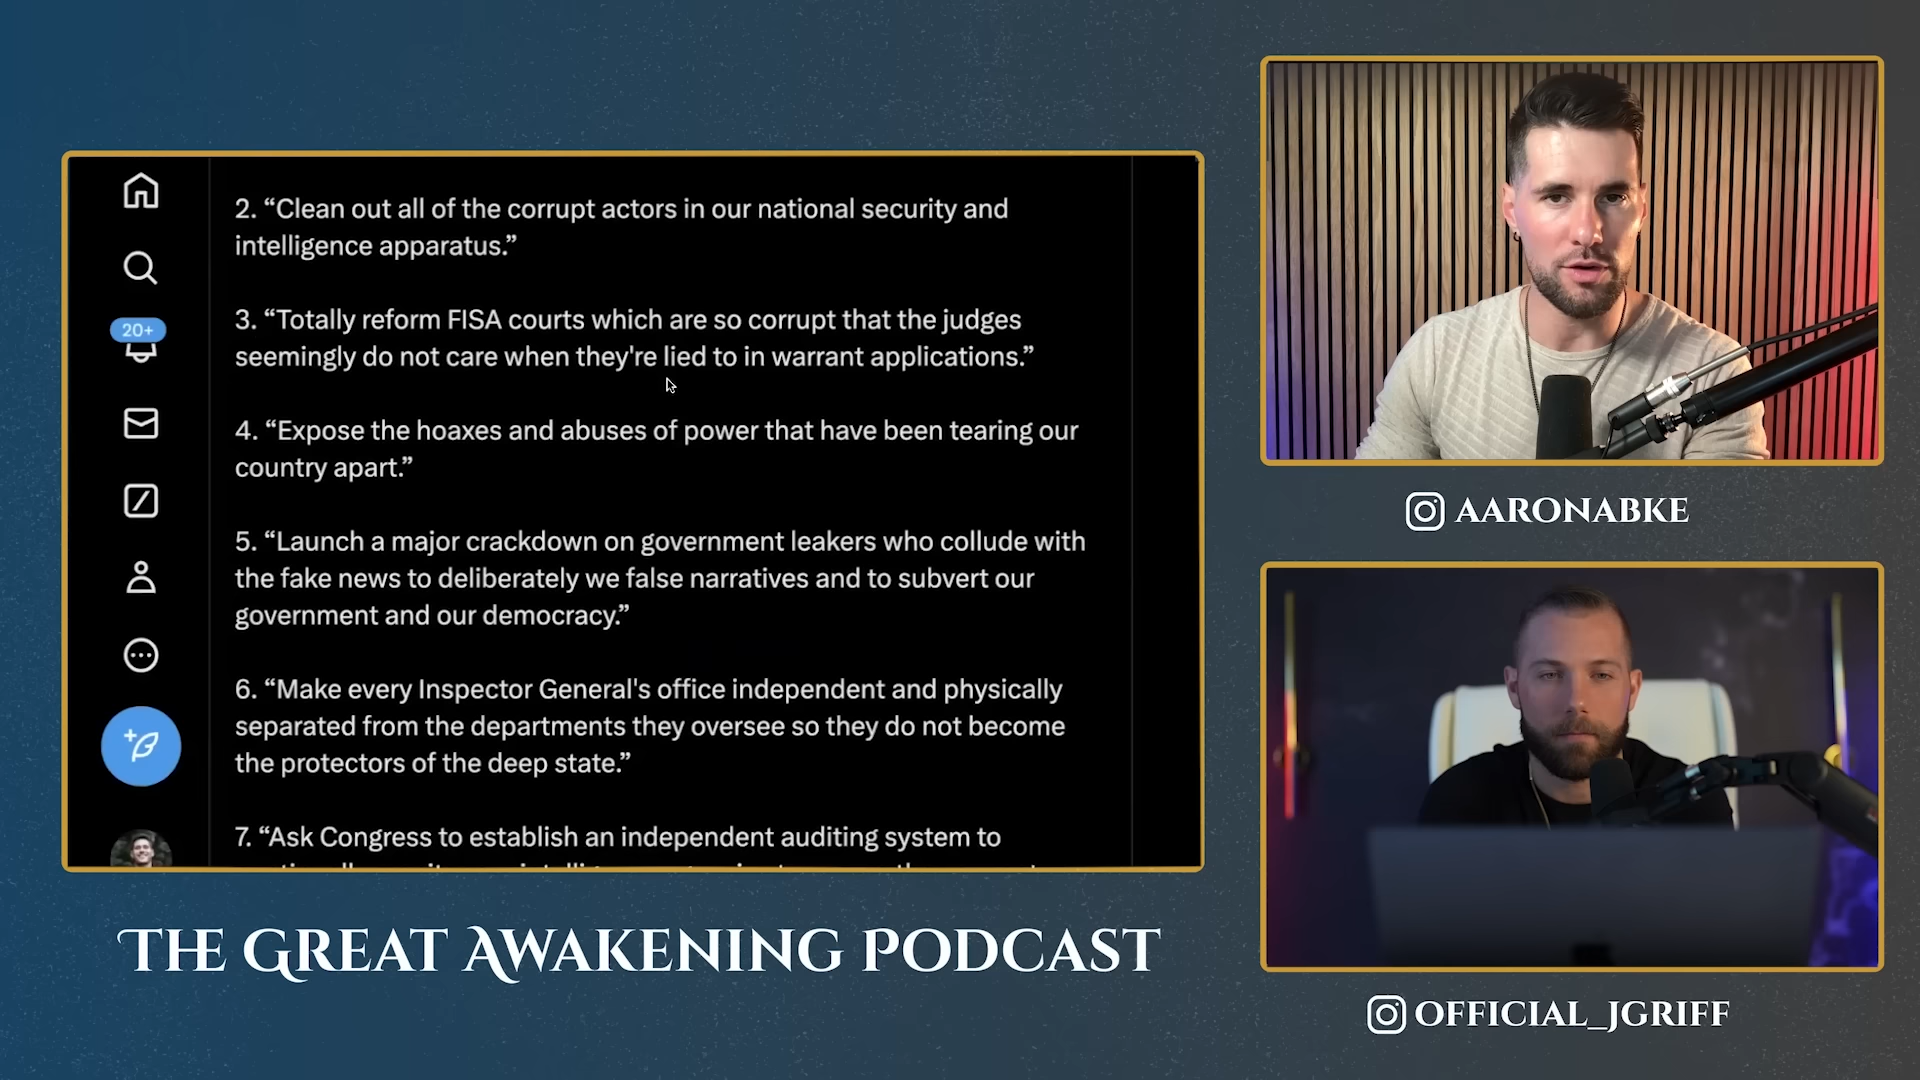 2. “Clean out all of the corrupt actors in our national security and
intelligence apparatus.”
3. “Totally reform FISA courts which are so corrupt that the judges
seemingly do not care when they're lied to in warrant applications.”
4. “Expose the hoaxes and abuses of power that have been tearing our
country apart.”
5. “Launch a major crackdown on government leakers who collude with
the fake news to deliberately we false narratives and to subvert our
government and our democracy.”
6. “Make every Inspector General's office independent and physically
separated from the departments they oversee so they do not become
the protectors of the deep state.”
7. “Ask Congress to establish an independent auditing system to
20+
THE GREAT AWAKENING PODCAST
AARONABKE
OFFICIAL_JGRIFF